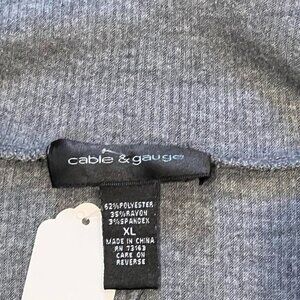 cable & gauge
62%POLYESTER
35%RAYON
3%SPANDEX
XL
MADE IN CHINA
RN 73163
CARE ON
REVERSE